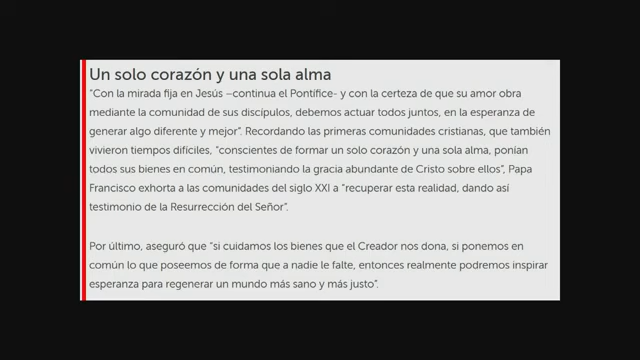 Un solo corazón y una sola alma
“Con la mirada fija en Jesús –continua el Pontífice- y con la certeza de que su amor obra
mediante la comunidad de sus discípulos, debemos actuar todos juntos, en la esperanza de
generar algo diferente y mejor”. Recordando las primeras comunidades cristianas, que también
vivieron tiempos difíciles, “conscientes de formar un solo corazón y una sola alma, ponían
todos sus bienes en común, testimoniando la gracia abundante de Cristo sobre ellos”, Papa
Francisco exhorta a las comunidades del siglo XXI a “recuperar esta realidad, dando así
testimonio de la Resurrección del Señor”.
Por último, aseguró que “si cuidamos los bienes que el Creador nos dona, si ponemos en
común lo que poseemos de forma que a nadie le falte, entonces realmente podremos inspirar
esperanza para regenerar un mundo más sano y más justo”.